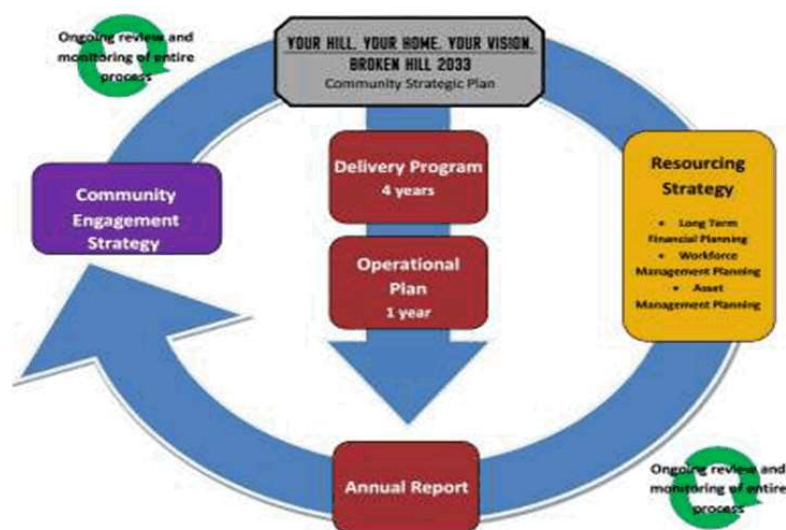 Ongoing review and
monitoring of entire
process
YOUR HILL. YOUR HOME. YOUR VISION.
BROKEN HILL 2033
Community Strategic Plan
Delivery Program
4 years
Resourcing
Strategy
• Long Term
Financial Planning
• Workforce
Management Planning
• Asset
Management Planning
Community
Engagement
Strategy
Operational
Plan
1 year
Annual Report
Ongoing review and
monitoring of entire
process